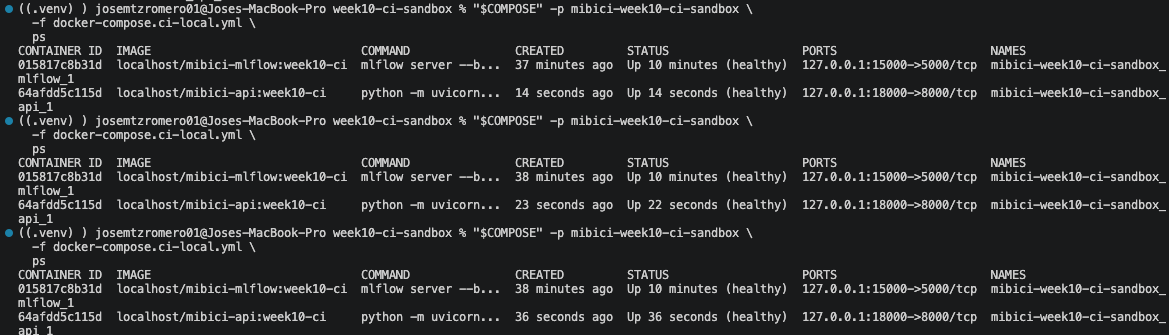 ((.venv) ) josemtzromero01@Joses-MacBook-Pro week10-ci-sandbox % "$COMPOSE" -p mibici-week10-ci-sandbox \
-f docker-compose.ci-local.yml \
ps
CONTAINER ID IMAGE COMMAND CREATED STATUS PORTS NAMES
015817c8b31d localhost/mibici-mlflow:week10-ci mlflow server --b... 37 minutes ago Up 10 minutes (healthy) 127.0.0.1:15000->5000/tcp mibici-week10-ci-sandbox_
mlflow_1
64afdd5c115d localhost/mibici-api:week10-ci python -m uvicorn... 14 seconds ago Up 14 seconds (healthy) 127.0.0.1:18000->8000/tcp mibici-week10-ci-sandbox_
api_1
((.venv) ) josemtzromero01@Joses-MacBook-Pro week10-ci-sandbox % "$COMPOSE" -p mibici-week10-ci-sandbox \
-f docker-compose.ci-local.yml \
ps
CONTAINER ID IMAGE COMMAND CREATED STATUS PORTS NAMES
015817c8b31d localhost/mibici-mlflow:week10-ci mlflow server --b... 38 minutes ago Up 10 minutes (healthy) 127.0.0.1:15000->5000/tcp mibici-week10-ci-sandbox_
mlflow_1
64afdd5c115d localhost/mibici-api:week10-ci python -m uvicorn... 23 seconds ago Up 22 seconds (healthy) 127.0.0.1:18000->8000/tcp mibici-week10-ci-sandbox_
api_1
((.venv) ) josemtzromero01@Joses-MacBook-Pro week10-ci-sandbox % "$COMPOSE" -p mibici-week10-ci-sandbox \
-f docker-compose.ci-local.yml \
ps
CONTAINER ID IMAGE COMMAND CREATED STATUS PORTS NAMES
015817c8b31d localhost/mibici-mlflow:week10-ci mlflow server --b... 38 minutes ago Up 10 minutes (healthy) 127.0.0.1:15000->5000/tcp mibici-week10-ci-sandbox_
mlflow_1
64afdd5c115d localhost/mibici-api:week10-ci python -m uvicorn... 36 seconds ago Up 36 seconds (healthy) 127.0.0.1:18000->8000/tcp mibici-week10-ci-sandbox_
api_1